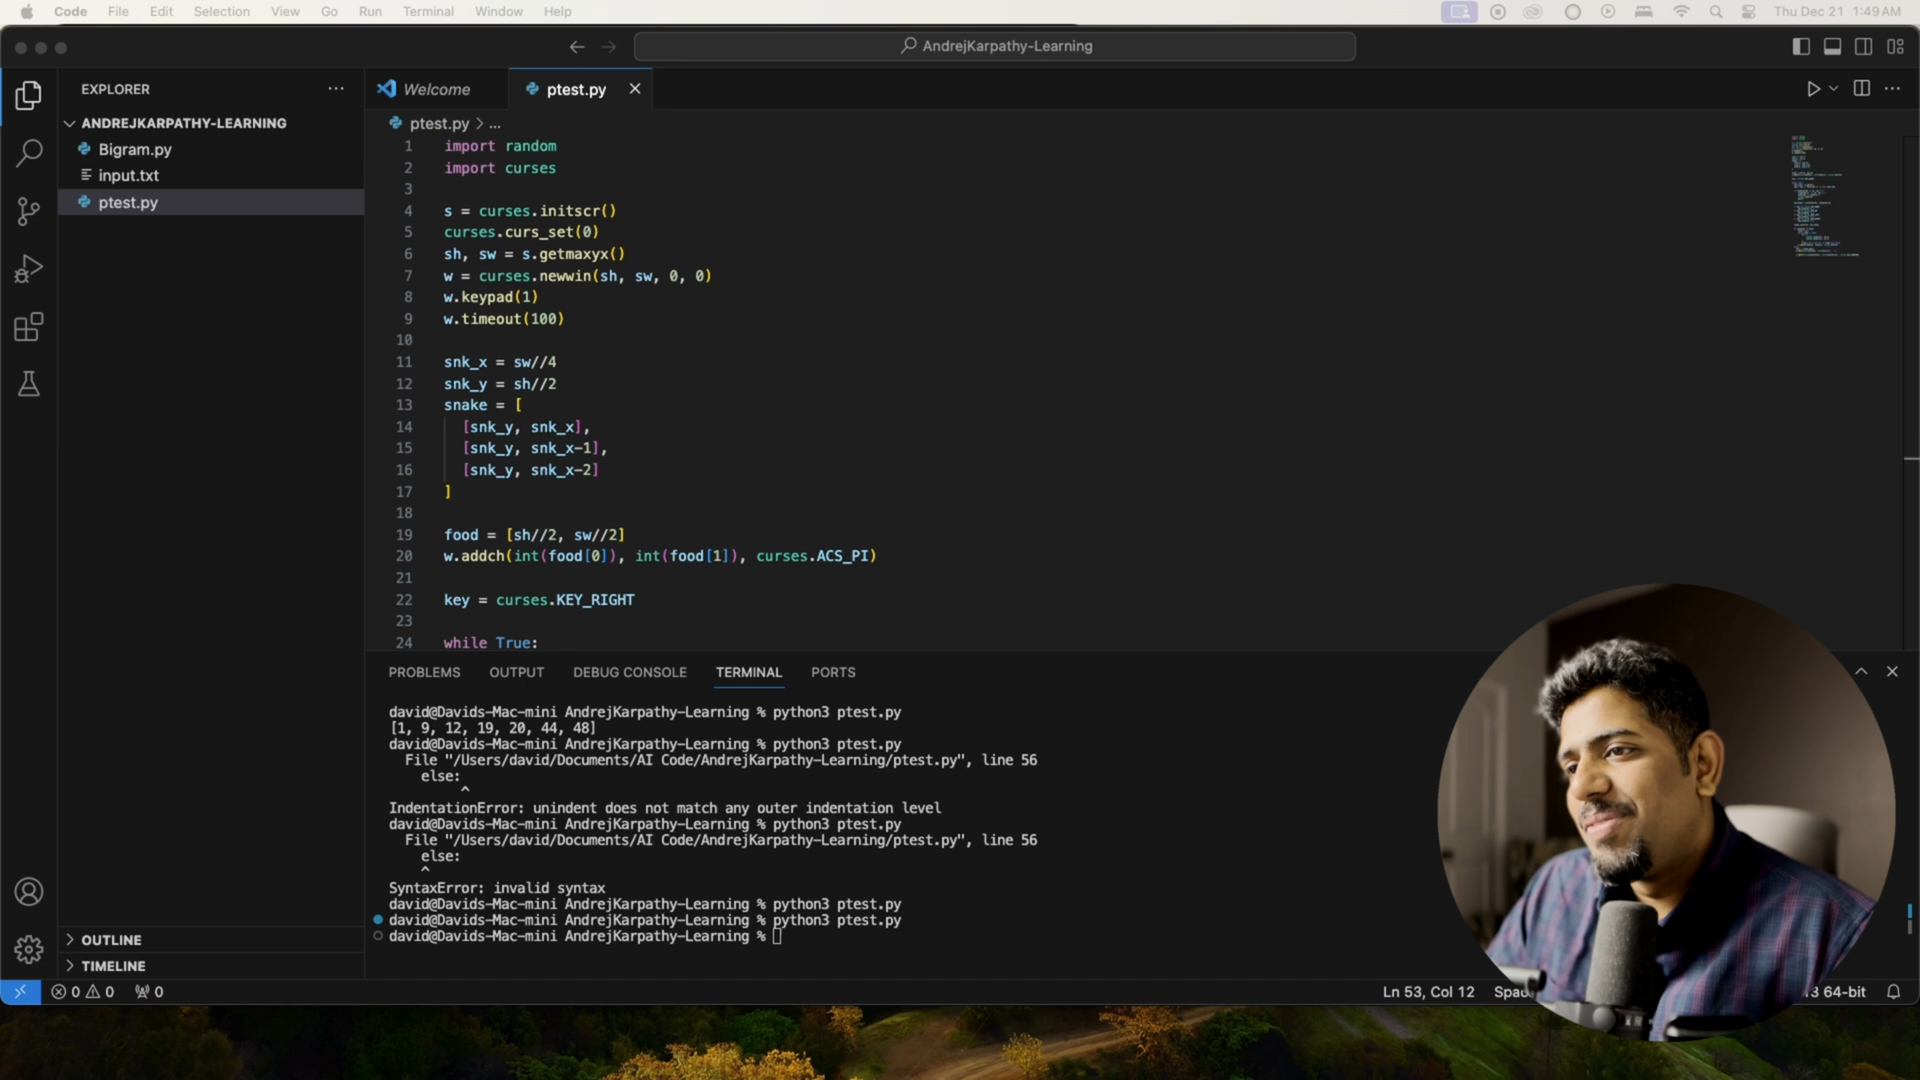 Code File Edit Selection View Go Run Terminal Window Help Thu Dec 21 1:49 AM
AndrejKarpathy-Learning
EXPLORER
Welcome
ptest.py
ANDREJKARPATHY-LEARNING
Bigram.py
input.txt
ptest.py
ptest.py > ...
1 import random
2 import curses
3
4 s = curses.initscr()
5 curses.curs_set(0)
6 sh, sw = s.getmaxyx()
7 w = curses.newwin(sh, sw, 0, 0)
8 w.keypad(1)
9 w.timeout(100)
10
11 snk_x = sw//4
12 snk_y = sh//2
13 snake = [
14 [snk_y, snk_x],
15 [snk_y, snk_x-1],
16 [snk_y, snk_x-2]
17 ]
18
19 food = [sh//2, sw//2]
20 w.addch(int(food[0]), int(food[1]), curses.ACS_PI)
21
22 key = curses.KEY_RIGHT
23
24 while True:
PROBLEMS OUTPUT DEBUG CONSOLE TERMINAL PORTS
david@Davids-Mac-mini AndrejKarpathy-Learning % python3 ptest.py
[1, 9, 12, 19, 20, 44, 48]
david@Davids-Mac-mini AndrejKarpathy-Learning % python3 ptest.py
File "/Users/david/Documents/AI Code/AndrejKarpathy-Learning/ptest.py", line 56
else:
^
IndentationError: unindent does not match any outer indentation level
david@Davids-Mac-mini AndrejKarpathy-Learning % python3 ptest.py
File "/Users/david/Documents/AI Code/AndrejKarpathy-Learning/ptest.py", line 56
else:
^
SyntaxError: invalid syntax
david@Davids-Mac-mini AndrejKarpathy-Learning % python3 ptest.py
david@Davids-Mac-mini AndrejKarpathy-Learning % python3 ptest.py
david@Davids-Mac-mini AndrejKarpathy-Learning %
OUTLINE
TIMELINE
0 0 0
Ln 53, Col 12
64-bit